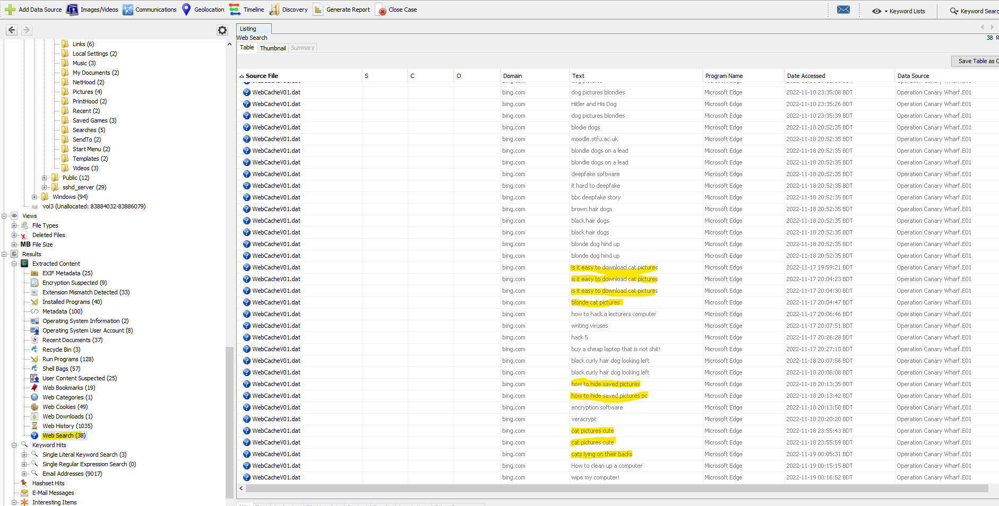 Add Data Source Images/Videos Communications Geolocation Timeline Discovery Generate Report Close Case Keyword Lists Keyword Searc
Listing
Web Search 38 R
Table Thumbnail Summary
Save Table as C
Source File S C O Domain Text Program Name Date Accessed Data Source
WebCacheV01.dat bing.com dog pictures blondies Microsoft Edge 2022-11-10 23:35:08 BDT Operation Canary Wharf.E01
WebCacheV01.dat bing.com Hitler and His Dog Microsoft Edge 2022-11-10 23:35:26 BDT Operation Canary Wharf.E01
WebCacheV01.dat bing.com dog pictures blondies Microsoft Edge 2022-11-10 23:35:39 BDT Operation Canary Wharf.E01
WebCacheV01.dat bing.com blodie dogs Microsoft Edge 2022-11-18 20:52:35 BDT Operation Canary Wharf.E01
WebCacheV01.dat bing.com moodle.stfu.ac.uk Microsoft Edge 2022-11-18 20:52:35 BDT Operation Canary Wharf.E01
WebCacheV01.dat bing.com blondie dogs on a lead Microsoft Edge 2022-11-18 20:52:35 BDT Operation Canary Wharf.E01
WebCacheV01.dat bing.com blondie dogs on a lead Microsoft Edge 2022-11-18 20:52:35 BDT Operation Canary Wharf.E01
WebCacheV01.dat bing.com deepfake software Microsoft Edge 2022-11-18 20:52:35 BDT Operation Canary Wharf.E01
WebCacheV01.dat bing.com it hard to deepfake Microsoft Edge 2022-11-18 20:52:35 BDT Operation Canary Wharf.E01
WebCacheV01.dat bing.com bbc deepfake story Microsoft Edge 2022-11-18 20:52:35 BDT Operation Canary Wharf.E01
WebCacheV01.dat bing.com brown hair dogs Microsoft Edge 2022-11-18 20:52:35 BDT Operation Canary Wharf.E01
WebCacheV01.dat bing.com black hair dogs Microsoft Edge 2022-11-18 20:52:35 BDT Operation Canary Wharf.E01
WebCacheV01.dat bing.com black hair dogs Microsoft Edge 2022-11-18 20:52:35 BDT Operation Canary Wharf.E01
WebCacheV01.dat bing.com blonde dog hind up Microsoft Edge 2022-11-18 20:52:35 BDT Operation Canary Wharf.E01
WebCacheV01.dat bing.com blonde dog hind up Microsoft Edge 2022-11-18 20:52:35 BDT Operation Canary Wharf.E01
WebCacheV01.dat bing.com is it easy to download cat pictures Microsoft Edge 2022-11-17 19:59:21 BDT Operation Canary Wharf.E01
WebCacheV01.dat bing.com is it easy to download cat pictures Microsoft Edge 2022-11-17 20:04:23 BDT Operation Canary Wharf.E01
WebCacheV01.dat bing.com is it easy to download cat pictures Microsoft Edge 2022-11-17 20:04:30 BDT Operation Canary Wharf.E01
WebCacheV01.dat bing.com blonde cat pictures Microsoft Edge 2022-11-17 20:04:47 BDT Operation Canary Wharf.E01
WebCacheV01.dat bing.com how to hack a lecturers computer Microsoft Edge 2022-11-17 20:06:46 BDT Operation Canary Wharf.E01
WebCacheV01.dat bing.com writing viruses Microsoft Edge 2022-11-17 20:07:51 BDT Operation Canary Wharf.E01
WebCacheV01.dat bing.com hack 5 Microsoft Edge 2022-11-17 20:26:28 BDT Operation Canary Wharf.E01
WebCacheV01.dat bing.com buy a cheap laptop that is not shit! Microsoft Edge 2022-11-17 20:27:10 BDT Operation Canary Wharf.E01
WebCacheV01.dat bing.com black curly hair dog looking left Microsoft Edge 2022-11-18 20:07:56 BDT Operation Canary Wharf.E01
WebCacheV01.dat bing.com black curly hair dog looking left Microsoft Edge 2022-11-18 20:08:08 BDT Operation Canary Wharf.E01
WebCacheV01.dat bing.com how to hide saved pictures Microsoft Edge 2022-11-18 20:13:35 BDT Operation Canary Wharf.E01
WebCacheV01.dat bing.com how to hide saved pictures pc Microsoft Edge 2022-11-18 20:13:42 BDT Operation Canary Wharf.E01
WebCacheV01.dat bing.com encryption software Microsoft Edge 2022-11-18 20:13:58 BDT Operation Canary Wharf.E01
WebCacheV01.dat bing.com veracrypt Microsoft Edge 2022-11-18 20:20:20 BDT Operation Canary Wharf.E01
WebCacheV01.dat bing.com cat pictures cute Microsoft Edge 2022-11-18 23:55:43 BDT Operation Canary Wharf.E01
WebCacheV01.dat bing.com cat pictures cute Microsoft Edge 2022-11-18 23:55:59 BDT Operation Canary Wharf.E01
WebCacheV01.dat bing.com cats lying on their backs Microsoft Edge 2022-11-19 00:05:31 BDT Operation Canary Wharf.E01
WebCacheV01.dat bing.com How to clean up a computer Microsoft Edge 2022-11-19 00:15:15 BDT Operation Canary Wharf.E01
WebCacheV01.dat bing.com wipe my computer! Microsoft Edge 2022-11-19 00:16:52 BDT Operation Canary Wharf.E01
Links (6)
Local Settings (2)
Music (3)
My Documents (2)
NetHood (2)
Pictures (4)
PrintHood (2)
Recent (2)
Saved Games (3)
Searches (5)
SendTo (2)
Start Menu (2)
Templates (2)
Videos (3)
Public (12)
sshd_server (29)
Windows (94)
vol3 (Unallocated: 83884032-83886079)
Views
File Types
Deleted Files
MB File Size
Results
Extracted Content
EXIF Metadata (25)
Encryption Suspected (9)
Extension Mismatch Detected (33)
Installed Programs (40)
Metadata (100)
Operating System Information (2)
Operating System User Account (8)
Recent Documents (37)
Recycle Bin (3)
Run Programs (128)
Shell Bags (57)
User Content Suspected (25)
Web Bookmarks (19)
Web Categories (1)
Web Cookies (49)
Web Downloads (1)
Web History (1035)
Web Search (38)
Keyword Hits
Single Literal Keyword Search (3)
Single Regular Expression Search (0)
Email Addresses (9017)
Hashset Hits
E-Mail Messages
Interesting Items